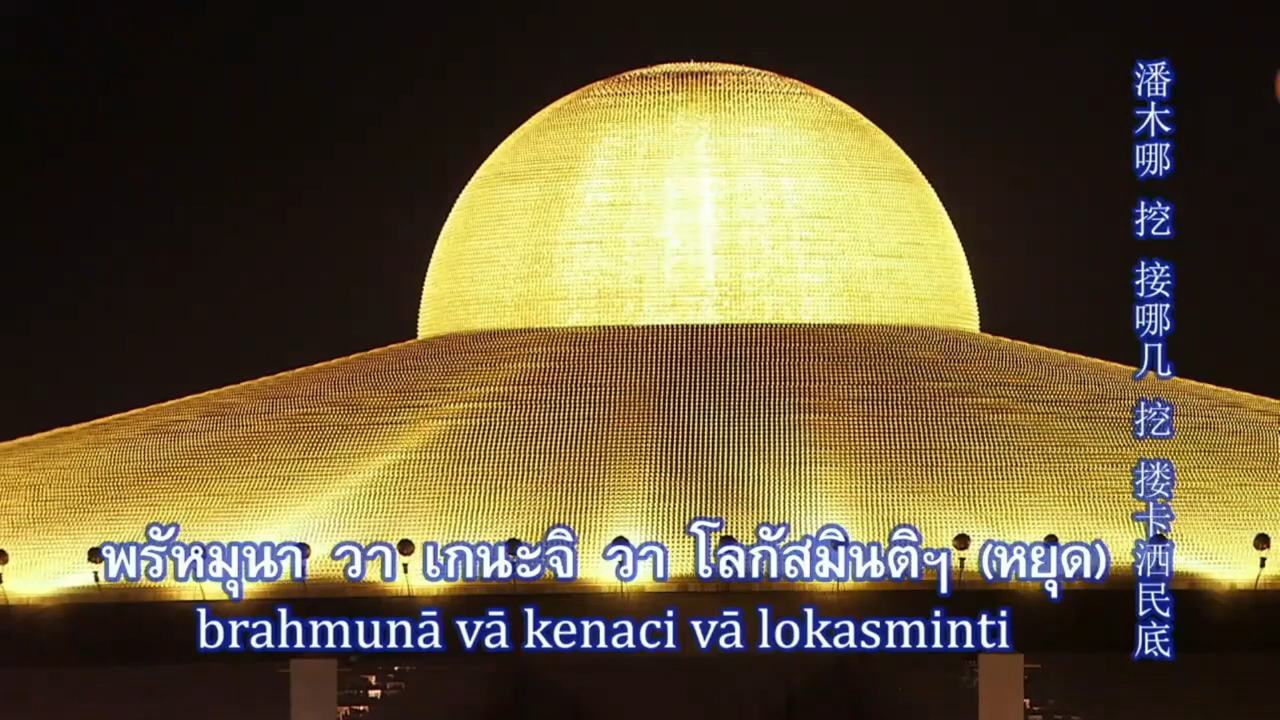 พรัหมุนา วา เกนะจิ วา โลกัสมินติฯ (หยุด)
brahmunā vā kenaci vā lokasminti
潘木哪 挖 接哪几 挖 搂卡洒民底